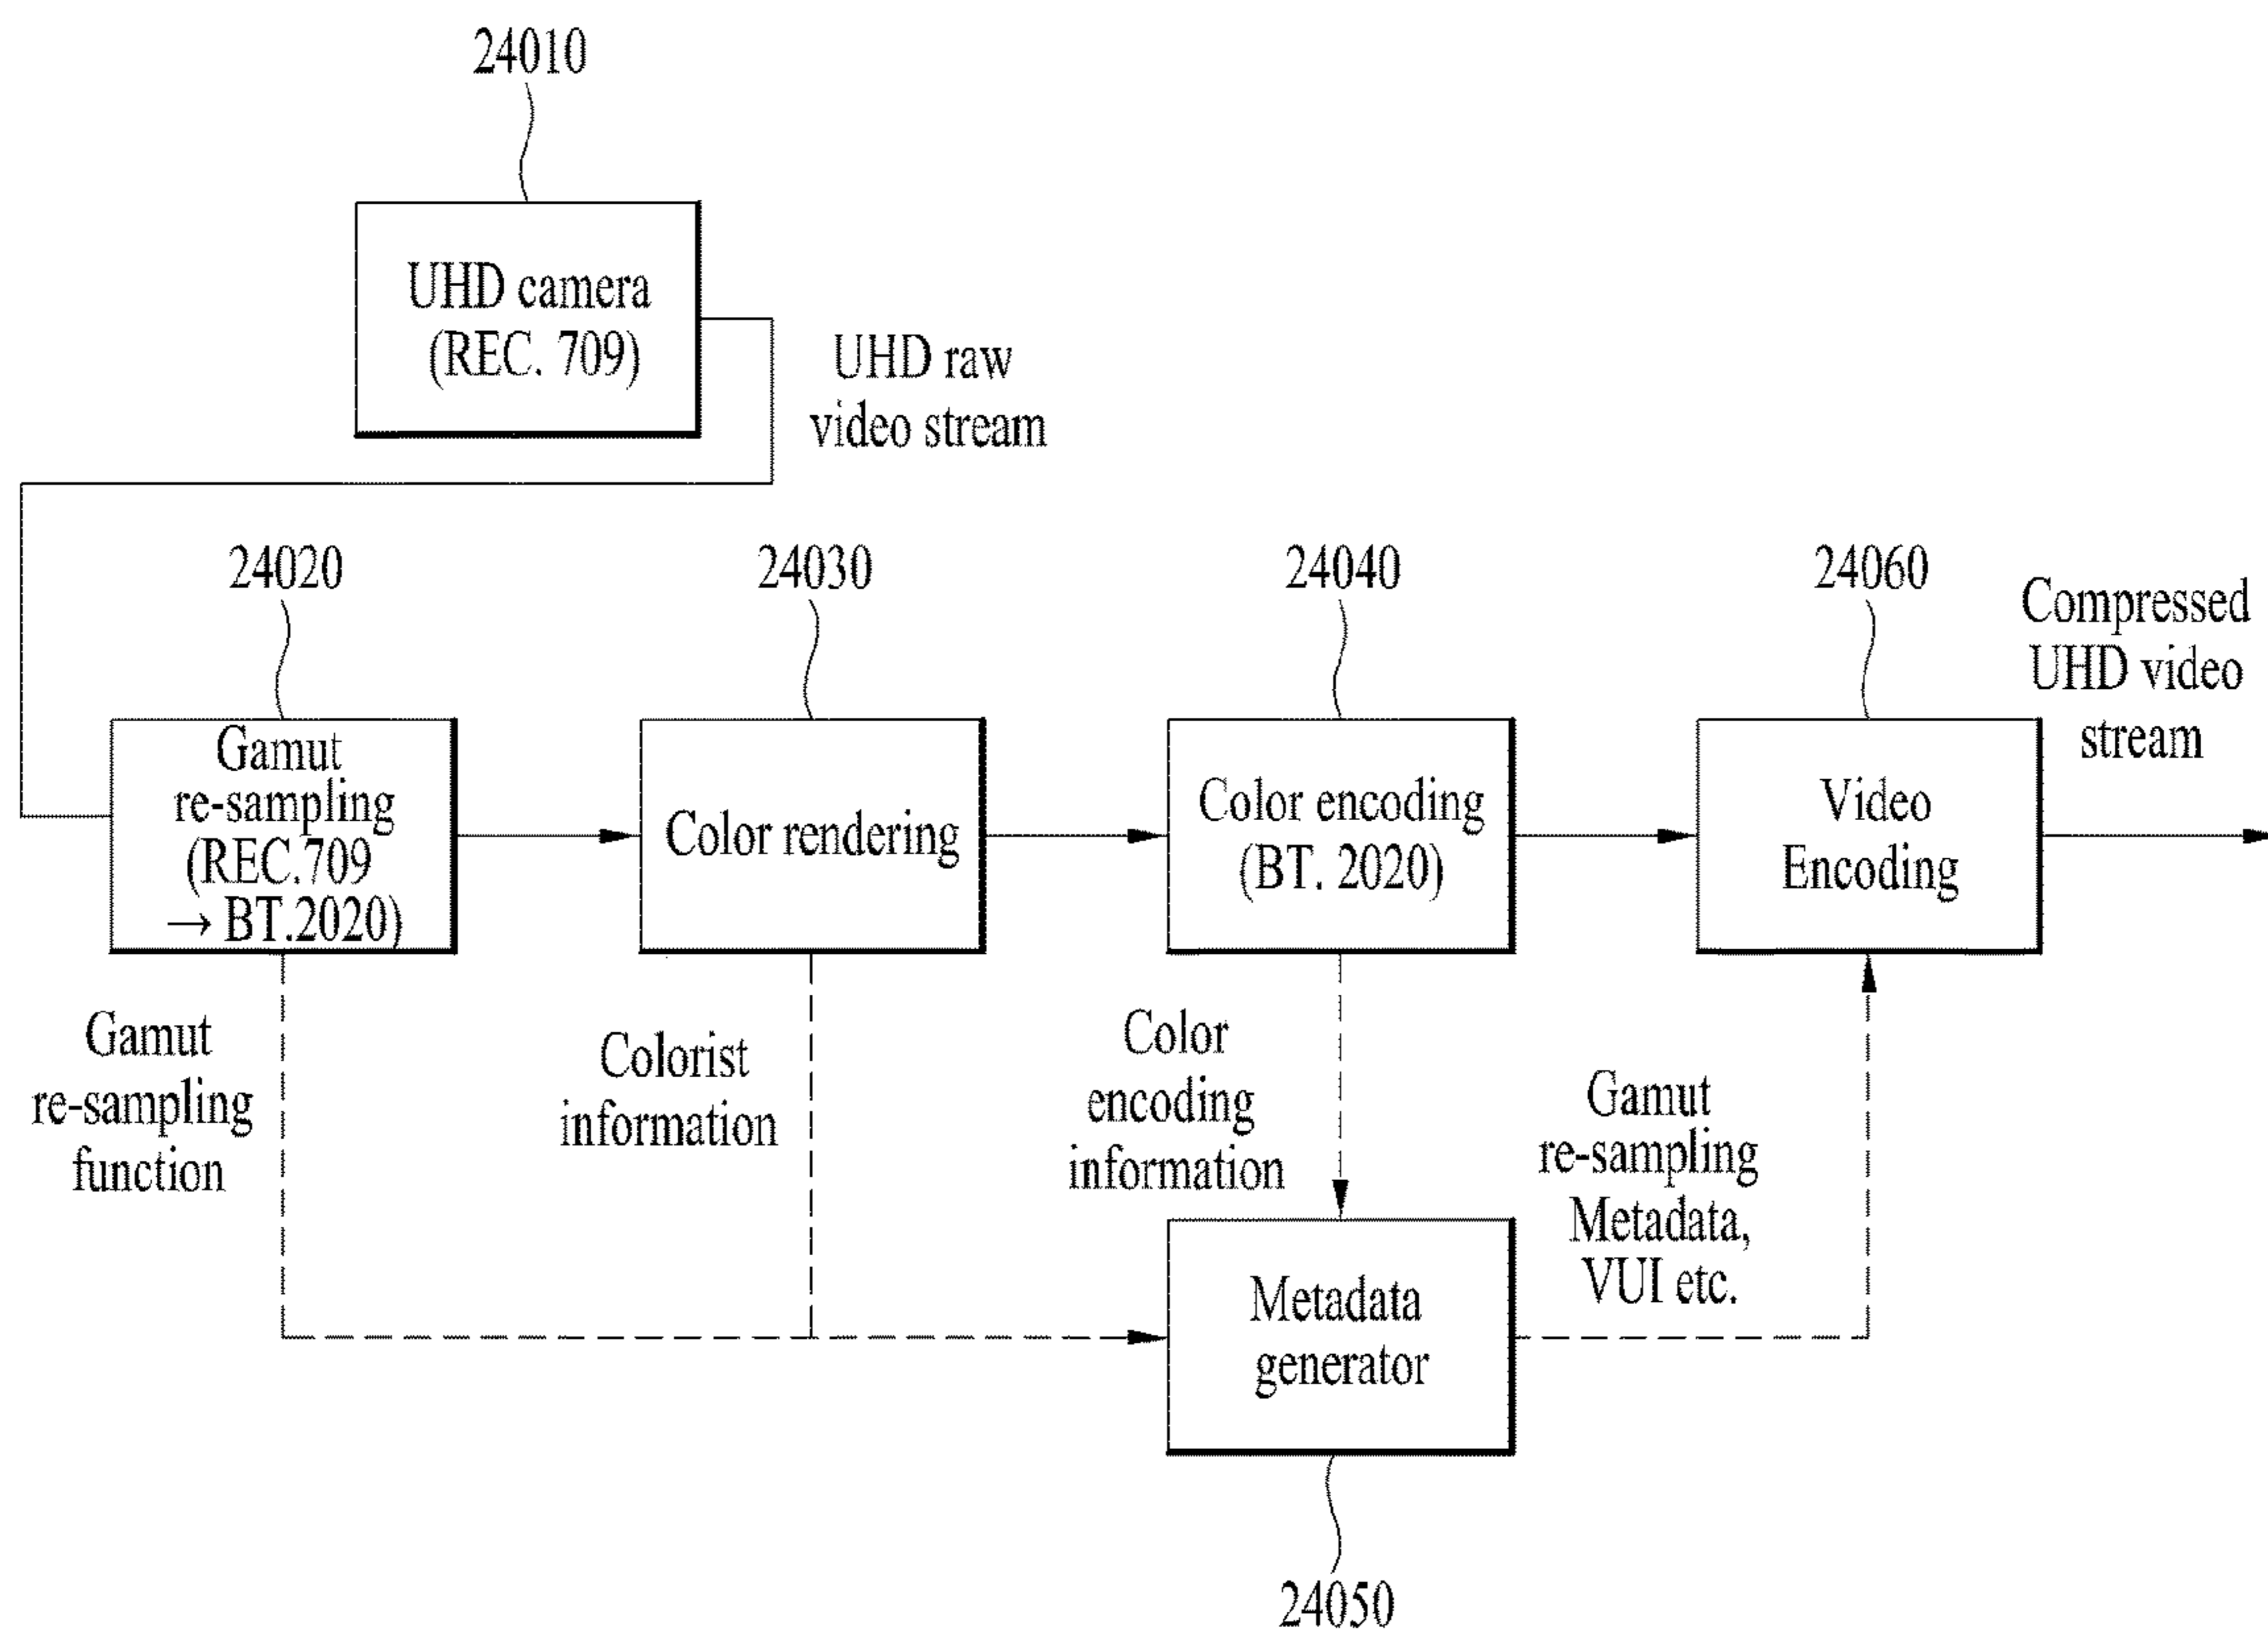 24010
UHD camera
(REC. 709)
UHD raw
video stream
24020
24030
24040
24060
Compressed
UHD video
stream
Gamut
re-sampling
(REC.709
→ BT.2020)
Color rendering
Color encoding
(BT. 2020)
Video
Encoding
Gamut
re-sampling
function
Colorist
information
Color
encoding
information
Gamut
re-sampling
Metadata,
VUI etc.
Metadata
generator
24050